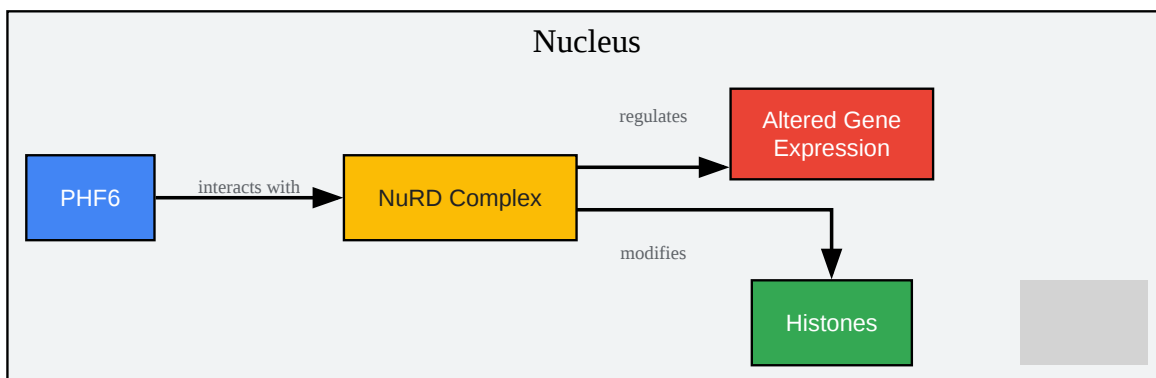 Nucleus
regulates
Altered Gene
Expression
PHF6
interacts with
NuRD Complex
modifies
Histones